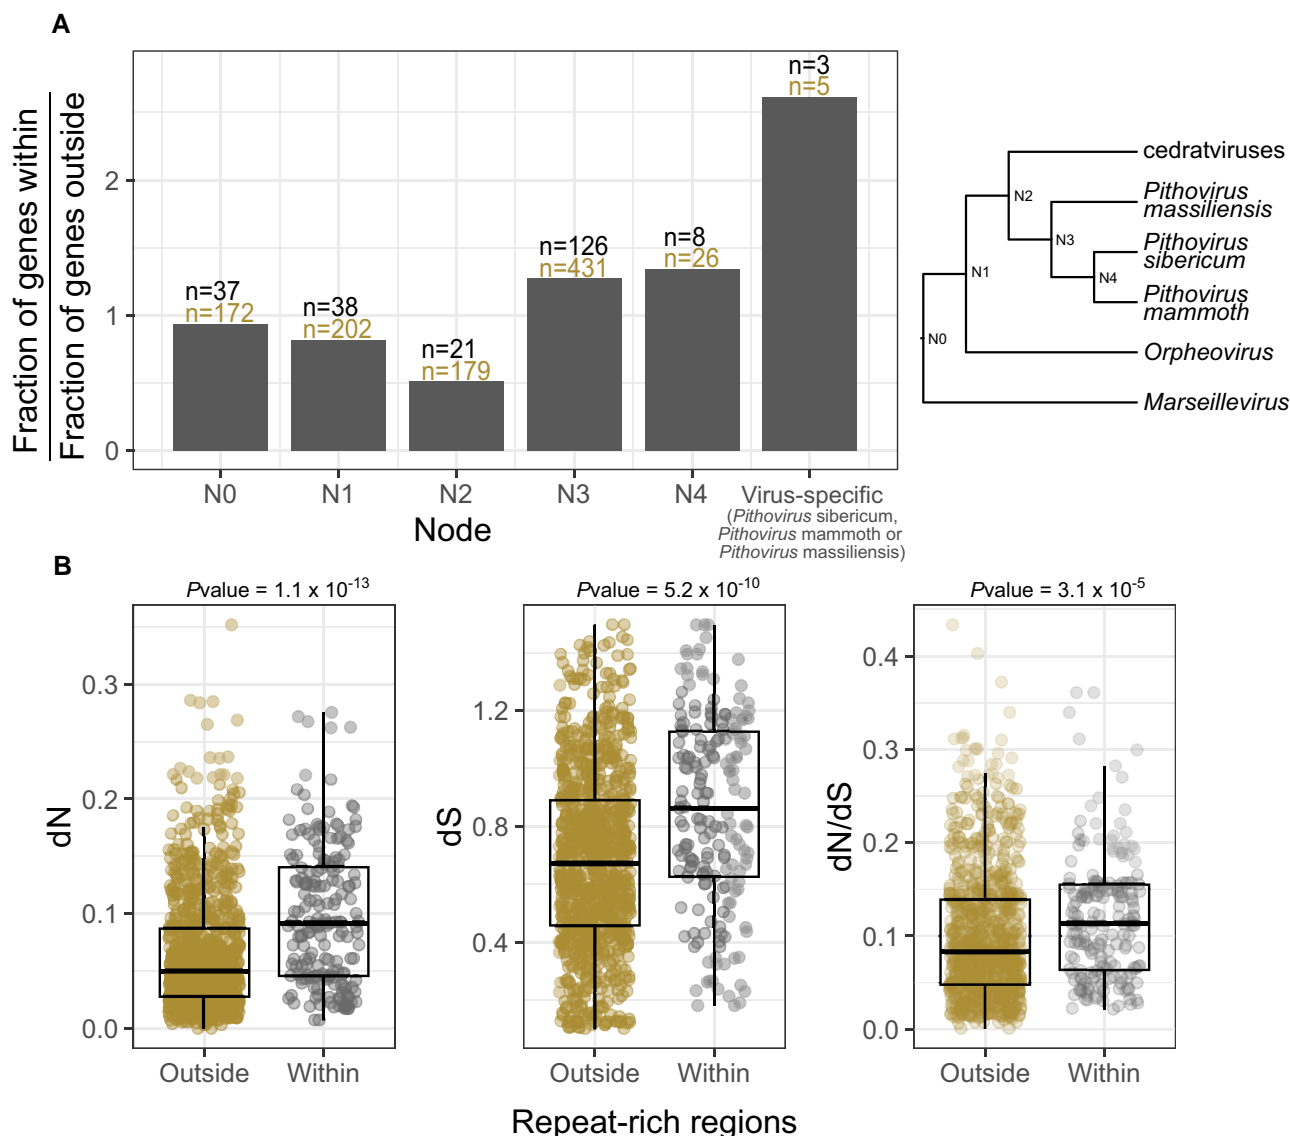 A
Fraction of genes within
Fraction of genes outside
2
1
0
n=37
n=172
n=38
n=202
n=21
n=179
n=126
n=431
n=8
n=26
n=3
n=5
N0
N1
N2
N3
N4
Virus-specific
(Pithovirus sibericum,
Pithovirus mammoth or
Pithovirus massiliensis)
Node
cedratviruses
Pithovirus
massiliensis
Pithovirus
sibericum
Pithovirus
mammoth
Orpheovirus
Marseillevirus
N0
N1
N2
N3
N4
B
Pvalue = 1.1 x 10-13
dN
0.3
0.2
0.1
0.0
Outside
Within
Pvalue = 5.2 x 10-10
dS
1.2
0.8
0.4
Outside
Within
Pvalue = 3.1 x 10-5
dN/dS
0.4
0.3
0.2
0.1
0.0
Outside
Within
Repeat-rich regions